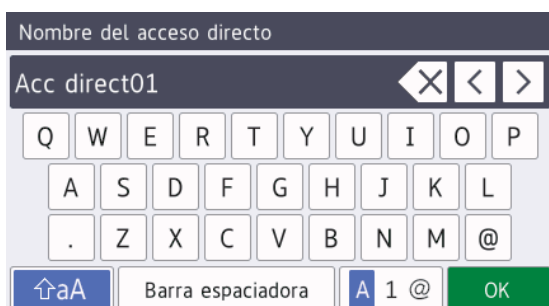 Nombre del acceso directo
Acc direct01
Q W E R T Y U I O P
A S D F G H J K L
. Z X C V B N M @
aA Barra espaciadora A 1 @ OK